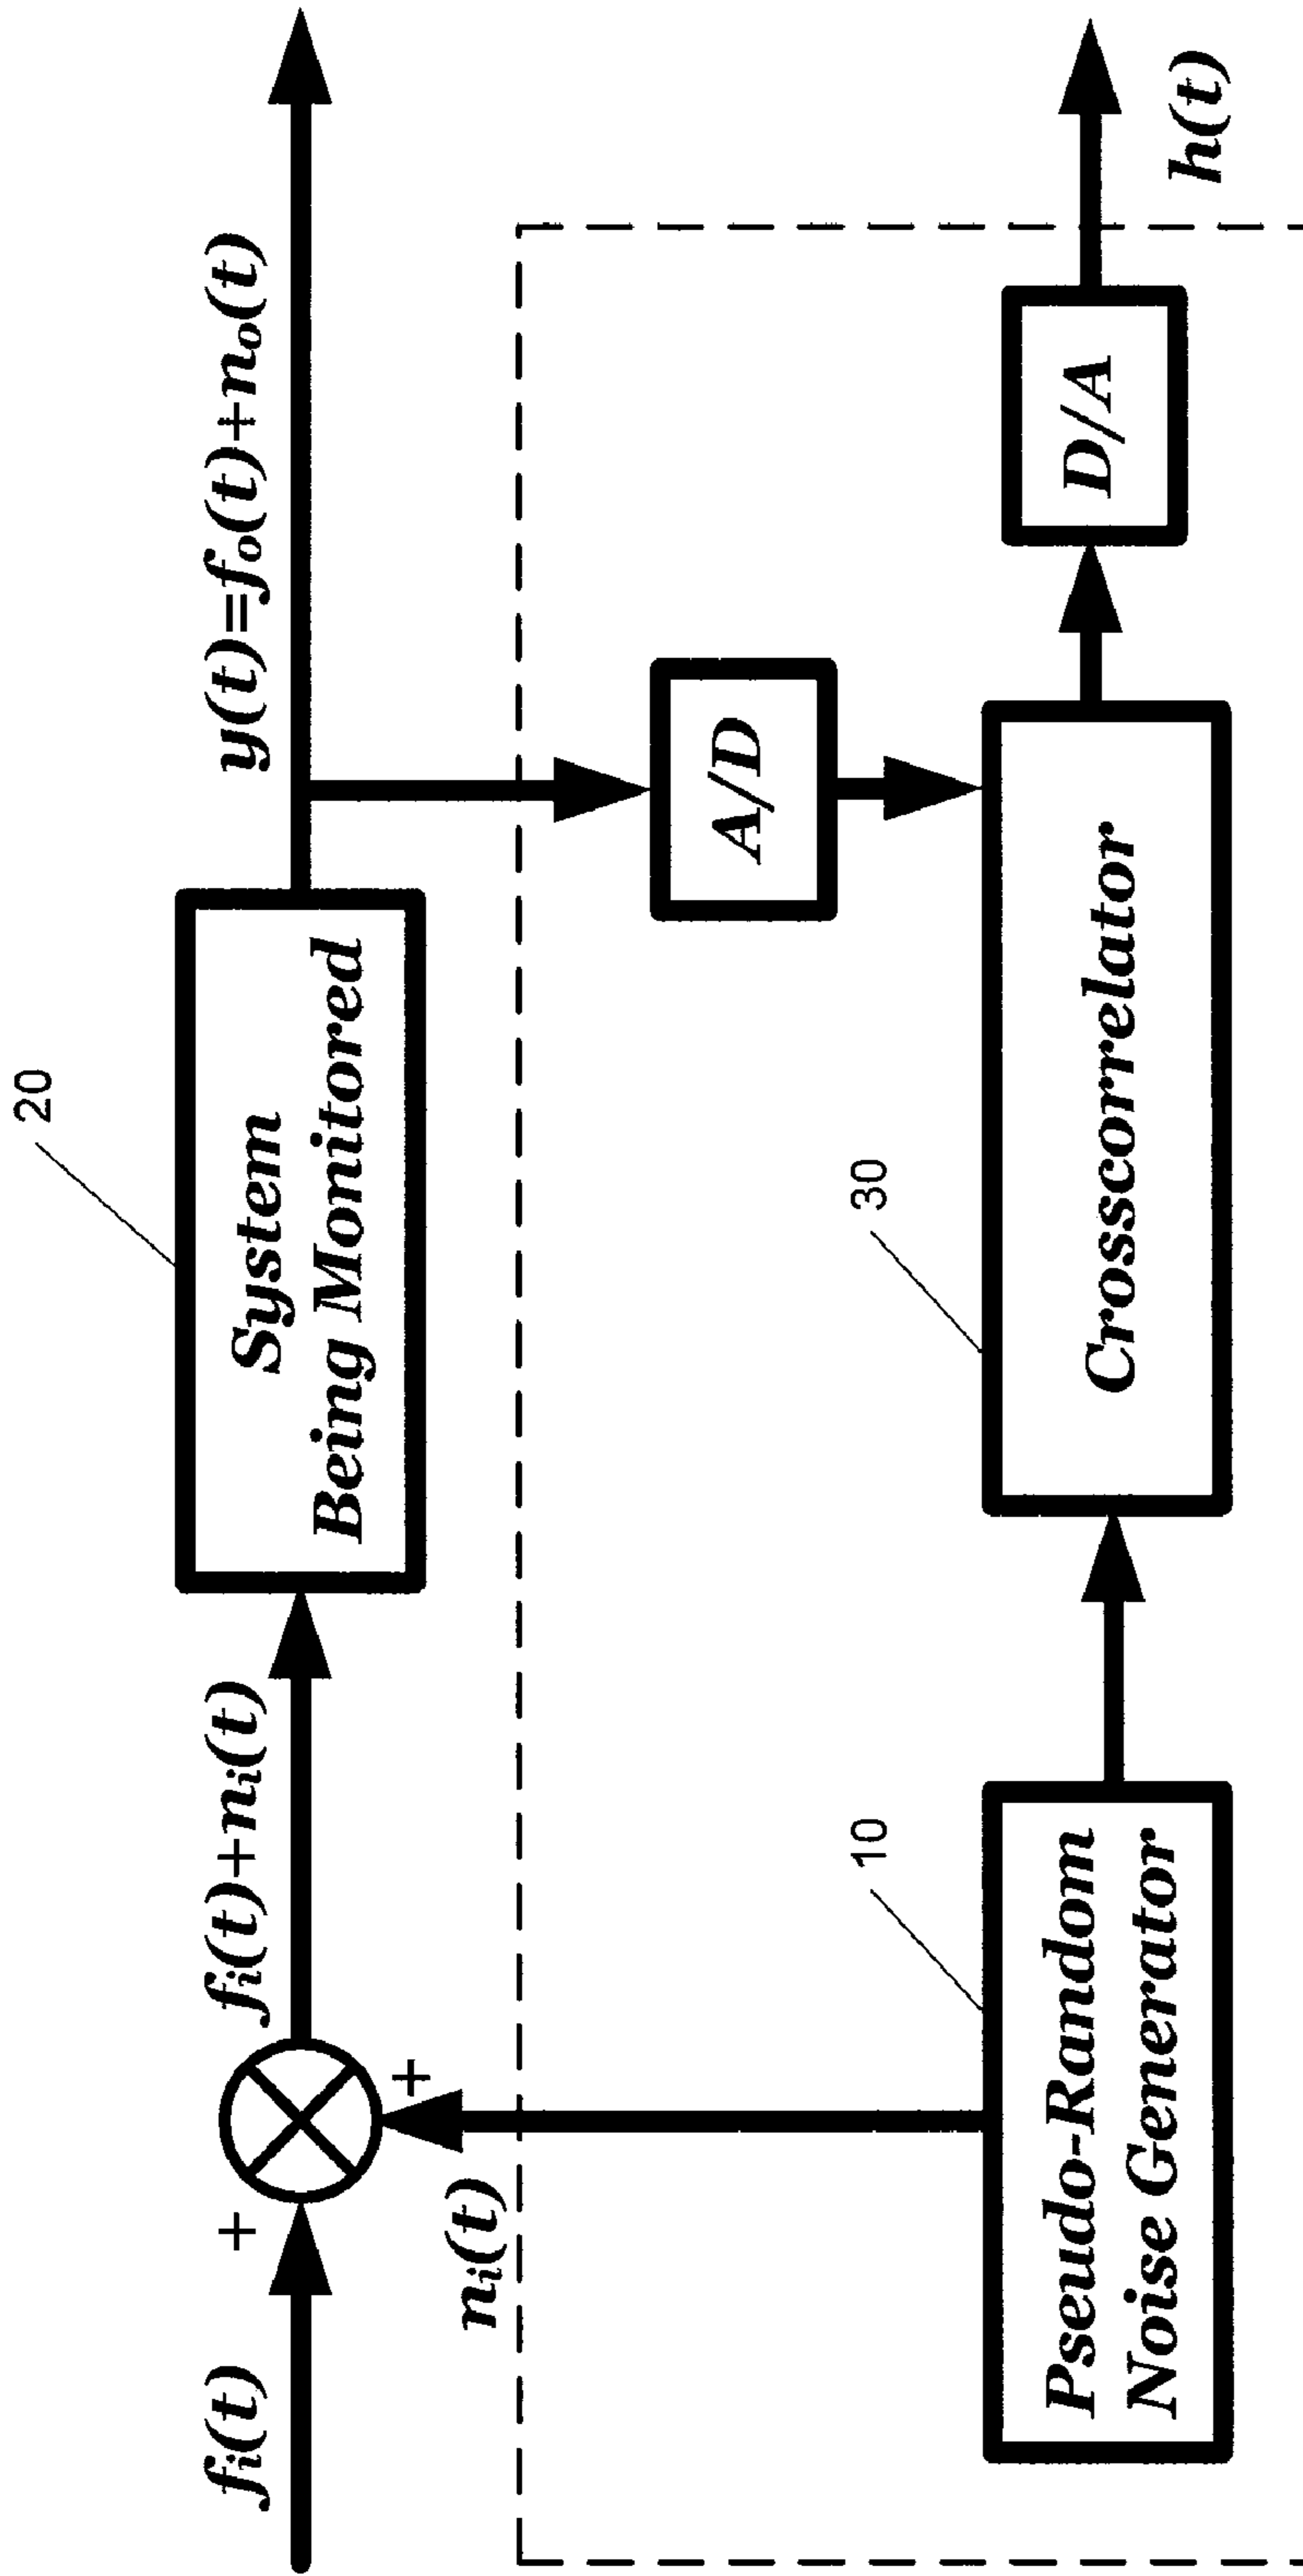 20
fᵢ(t)
+
fᵢ(t)+nᵢ(t)
System
Being Monitored
y(t)=fₒ(t)+nₒ(t)
+
nᵢ(t)
A/D
10
30
Pseudo-Random
Noise Generator
Crosscorrelator
D/A
h(t)